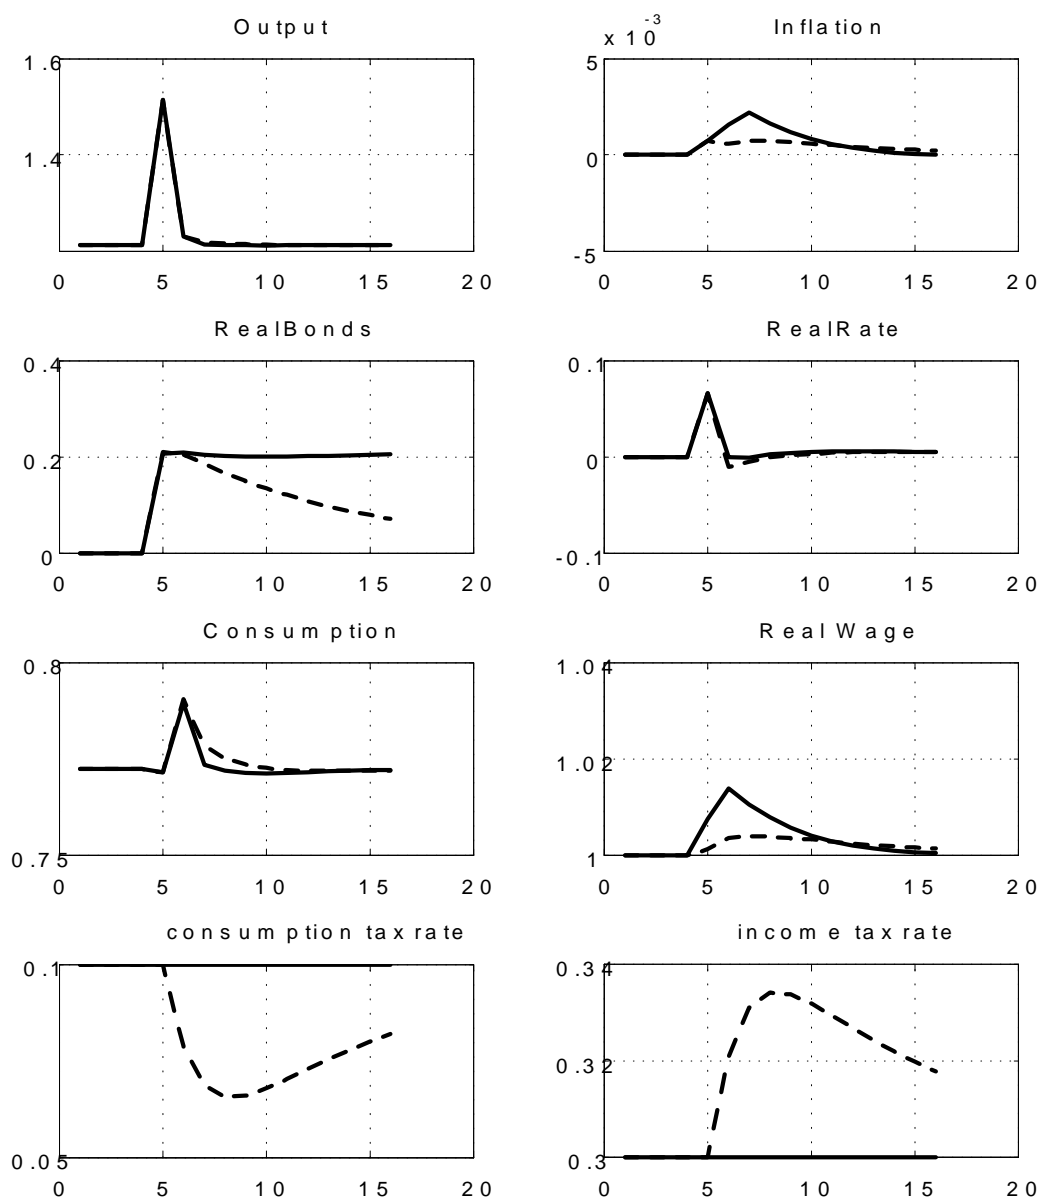 Output
1.6
1.4
0 5 10 15 20
Inflation
x 10^-3
5
0
-5
0 5 10 15 20
RealBonds
0.4
0.2
0
0 5 10 15 20
RealRate
0.1
0
-0.1
0 5 10 15 20
Consumption
0.8
0.75
0 5 10 15 20
Real Wage
1.04
1.02
1
0 5 10 15 20
consumption tax rate
0.1
0.05
0 5 10 15 20
income tax rate
0.34
0.32
0.3
0 5 10 15 20